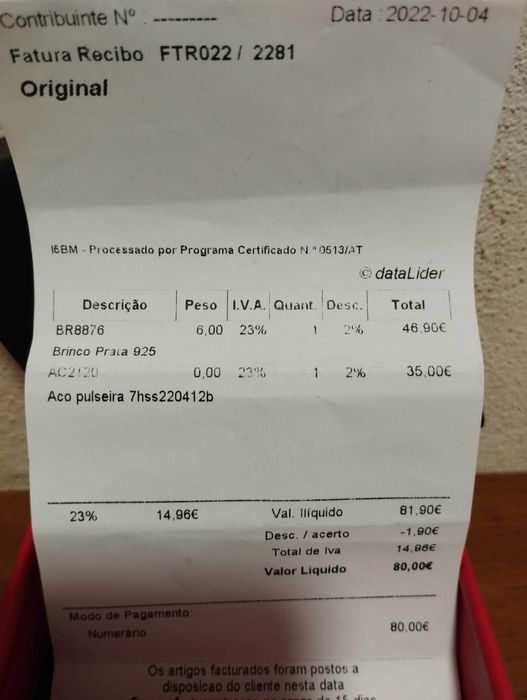 Contribuinte Nº : ---------
Data : 2022-10-04
Fatura Recibo FTR022 / 2281
Original
I6BM - Processado por Programa Certificado N º 0513/AT
© dataLider
Descrição Peso I.V.A. Quant. Desc. Total
BR8876 6,00 23% 1 2% 46,90€
Brinco Prata 925
AC2120 0,00 23% 1 2% 35,00€
Aco pulseira 7hss220412b
23% 14,96€ Val. Ilíquido 81,90€
Desc. / acerto -1,90€
Total de Iva 14,96€
Valor Liquido 80,00€
Modo de Pagamento:
Numerário 80,00€
Os artigos facturados foram postos a
disposicao do cliente nesta data